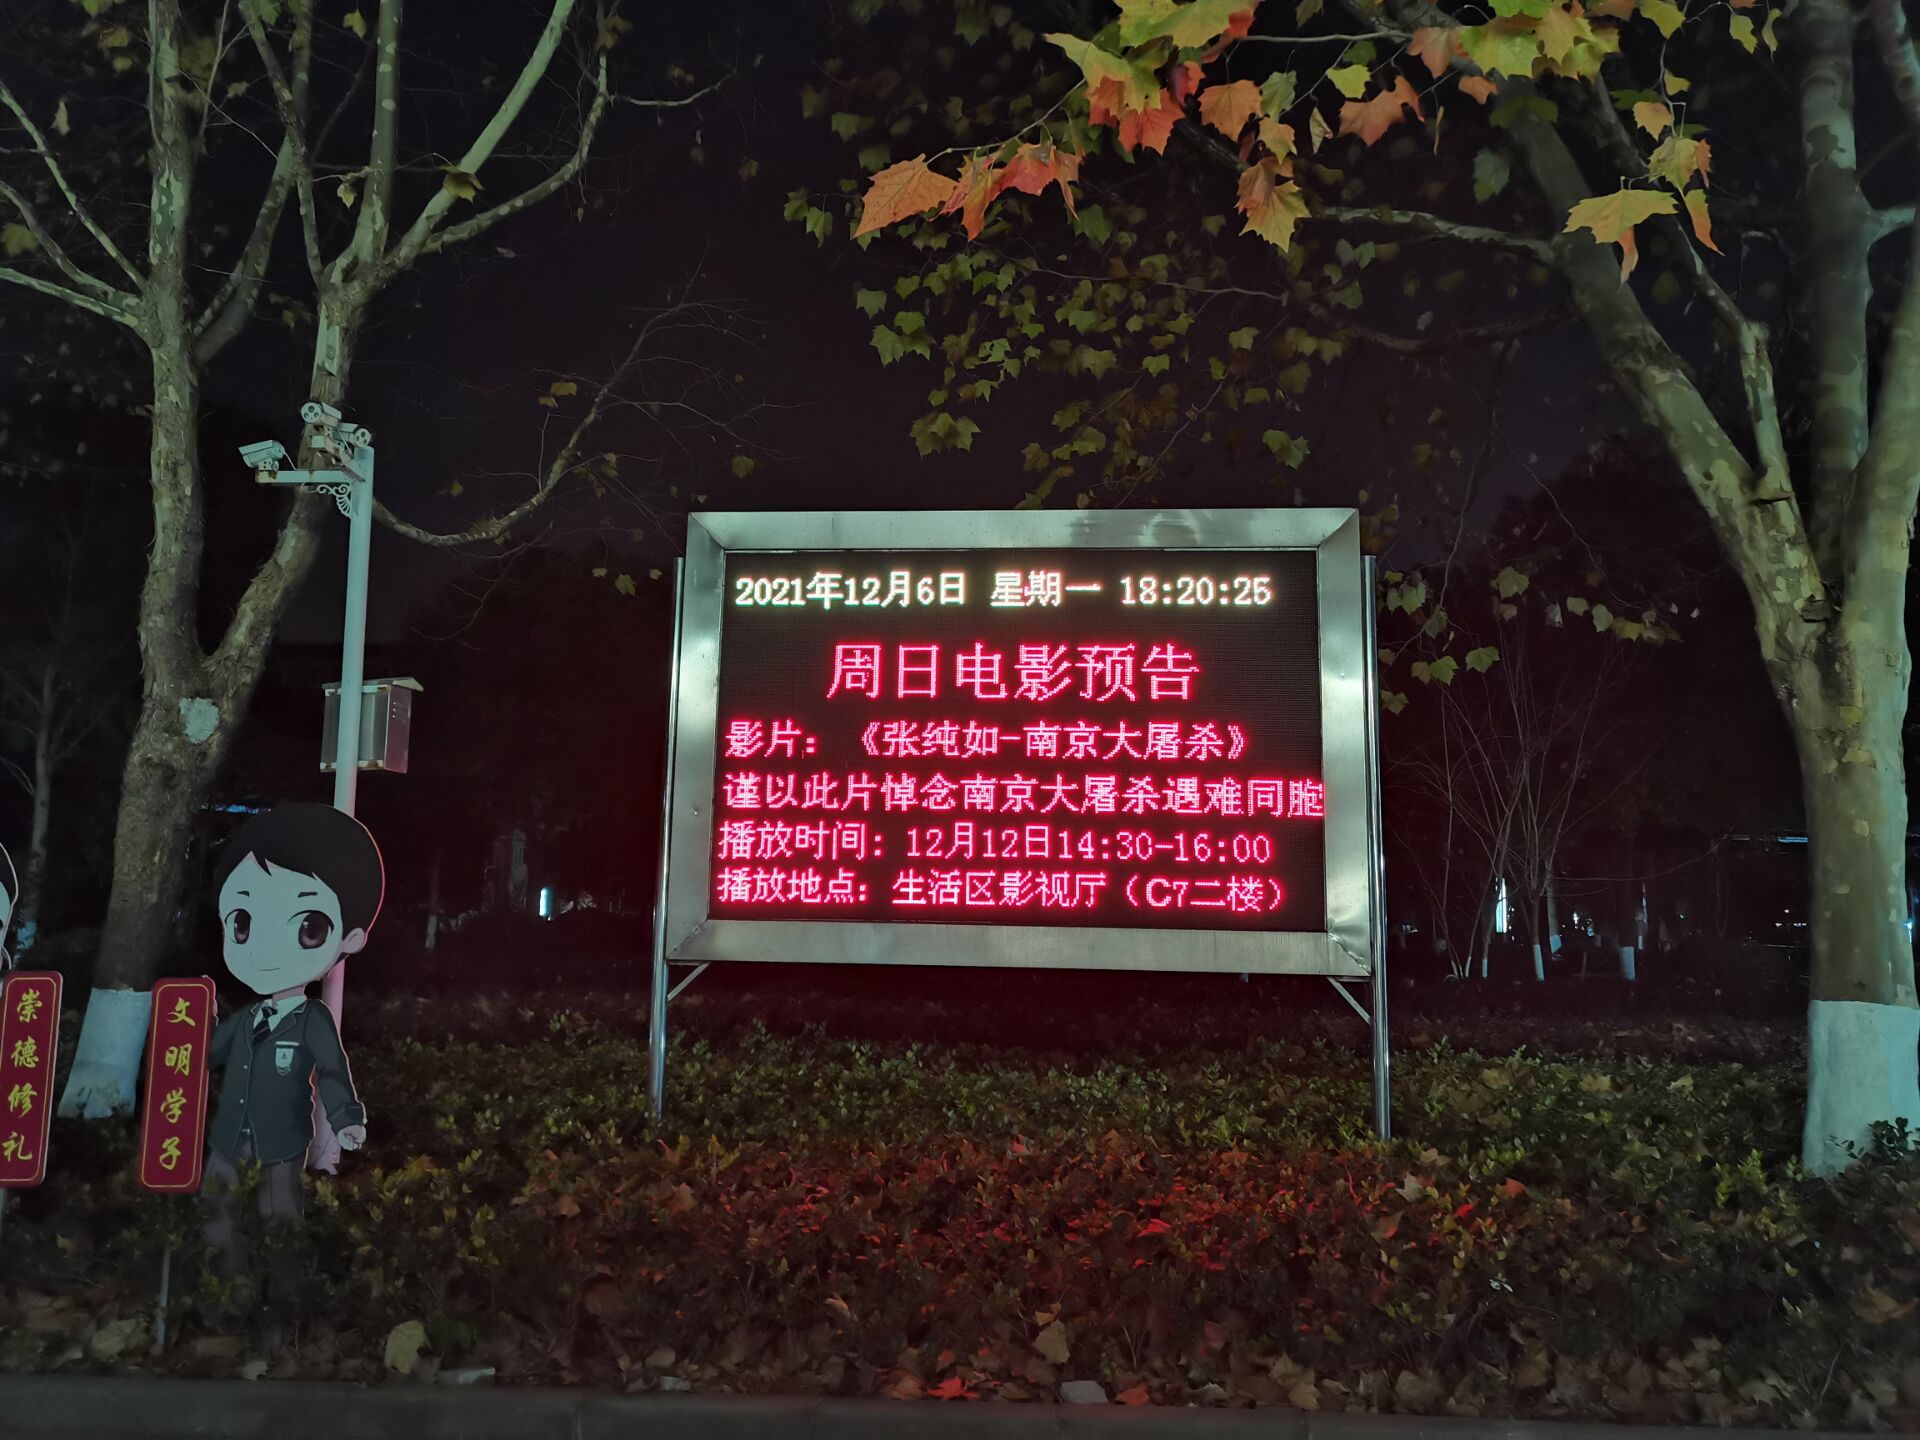 2021年12月6日 星期一 18:20:25
周日电影预告
影片：《张纯如-南京大屠杀》
谨以此片悼念南京大屠杀遇难同胞
播放时间：12月12日14:30-16:00
播放地点：生活区影视厅（C7二楼）
崇德修礼
文明学子